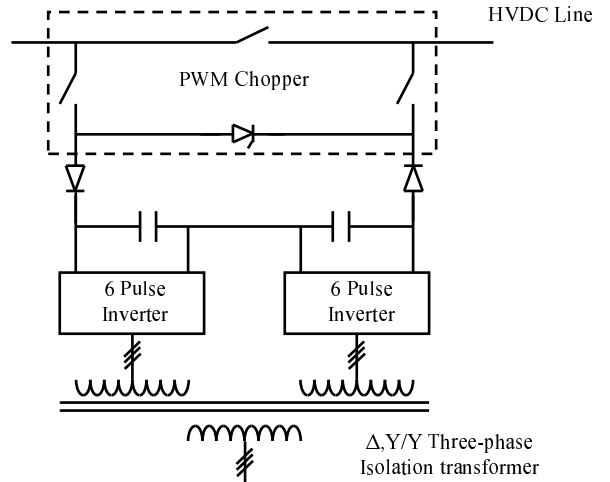 HVDC Line
PWM Chopper
6 Pulse
Inverter
6 Pulse
Inverter
Δ,Y/Y Three-phase
Isolation transformer